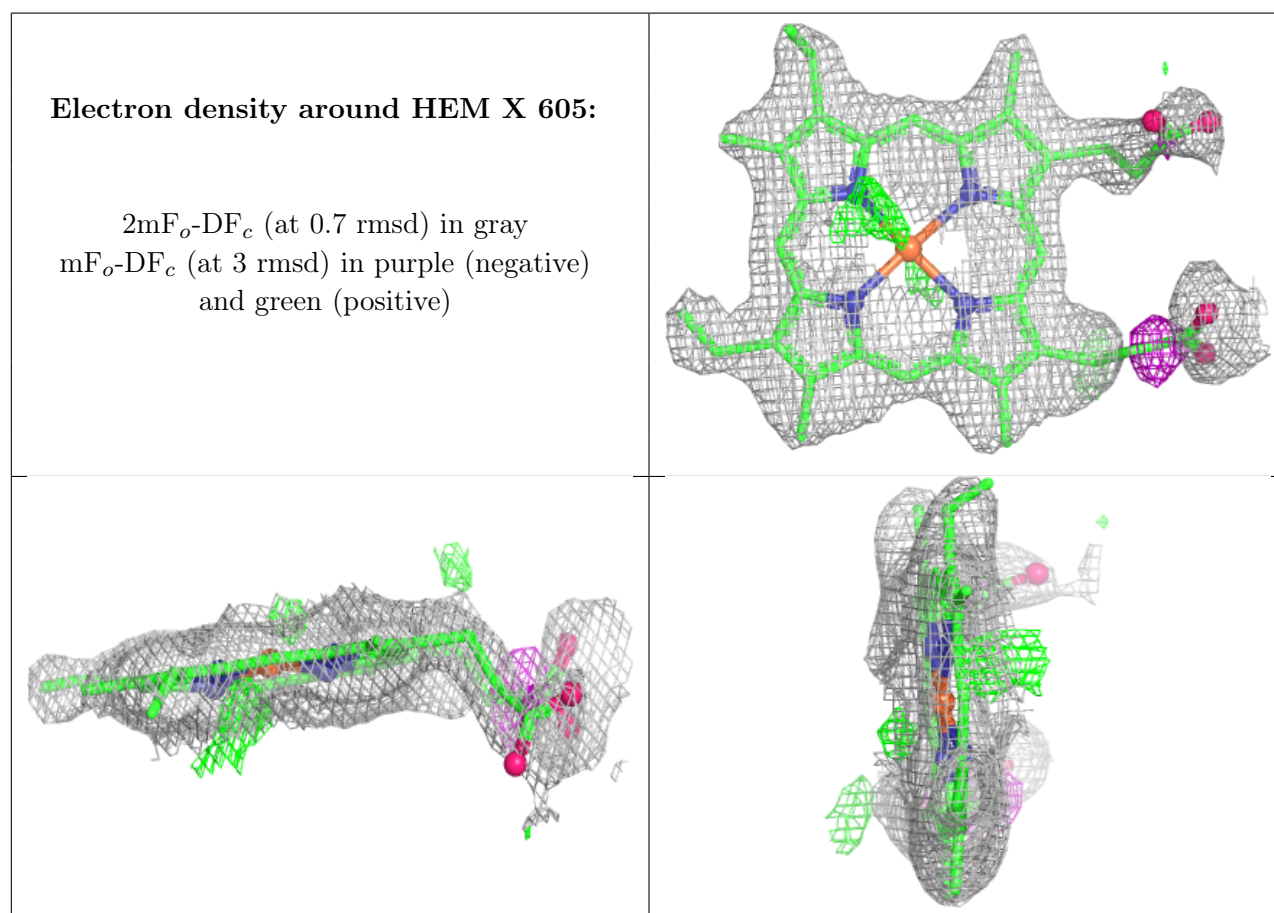 Electron density around HEM X 605:
2mFo-DFc (at 0.7 rmsd) in gray
mFo-DFc (at 3 rmsd) in purple (negative)
and green (positive)